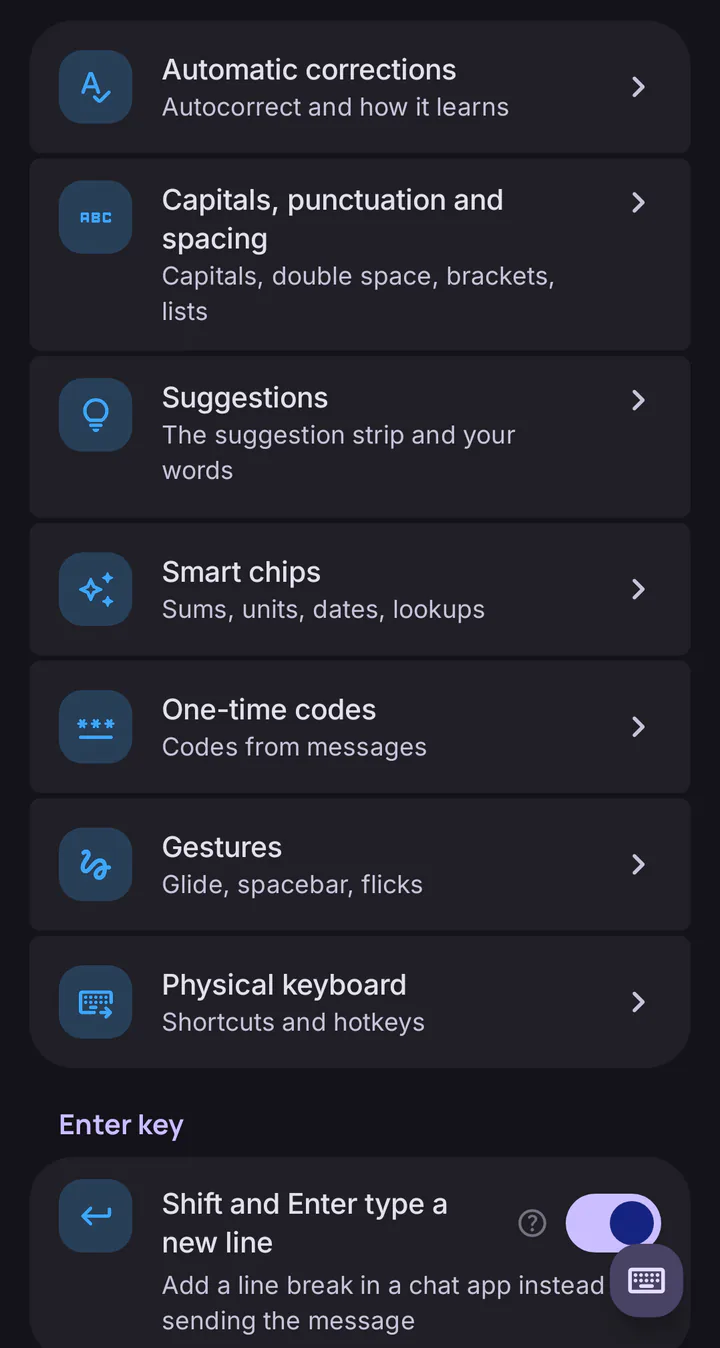 Automatic corrections
Autocorrect and how it learns
ABC
Capitals, punctuation and
spacing
Capitals, double space, brackets,
lists
Suggestions
The suggestion strip and your
words
Smart chips
Sums, units, dates, lookups
One-time codes
Codes from messages
Gestures
Glide, spacebar, flicks
Physical keyboard
Shortcuts and hotkeys
Enter key
Shift and Enter type a
new line
Add a line break in a chat app instead
sending the message